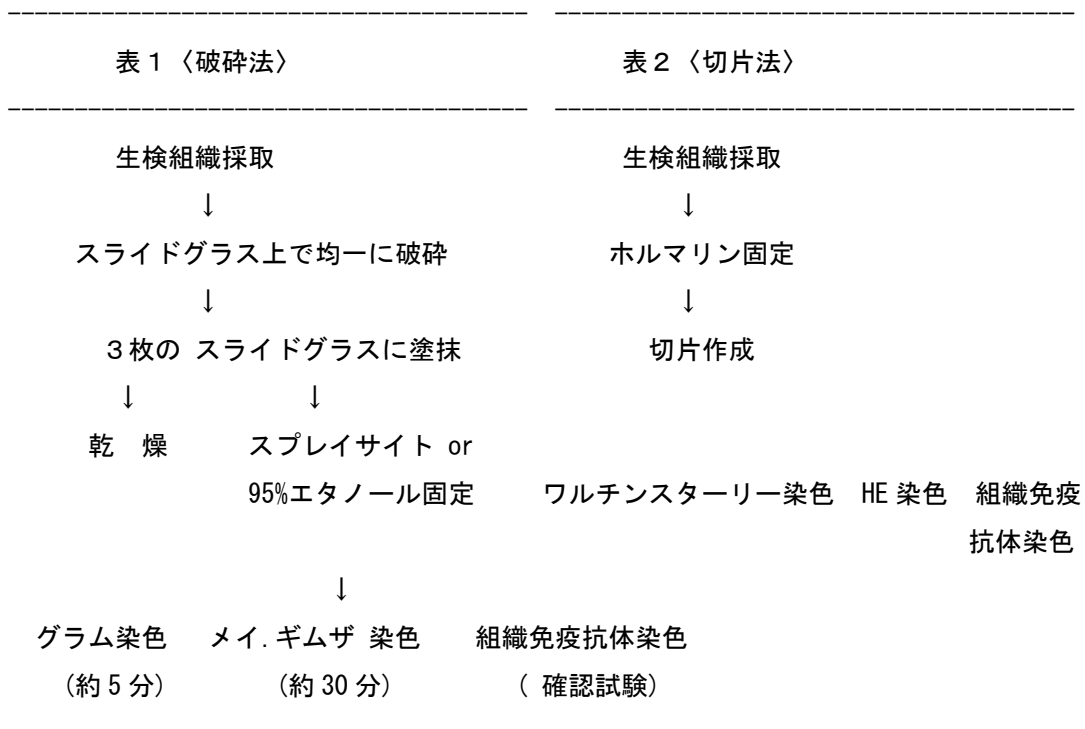 表１〈破砕法〉 表２〈切片法〉
生検組織採取 生検組織採取
↓ ↓
スライドグラス上で均一に破砕 ホルマリン固定
↓ ↓
３枚の スライドグラスに塗抹 切片作成
↓ ↓
乾　燥 スプレイサイト or
95%エタノール固定 ワルチンスターリー染色 HE 染色 組織免疫
抗体染色
↓
グラム染色 メイ.ギムザ 染色 組織免疫抗体染色
(約 5 分) (約 30 分) ( 確認試験)